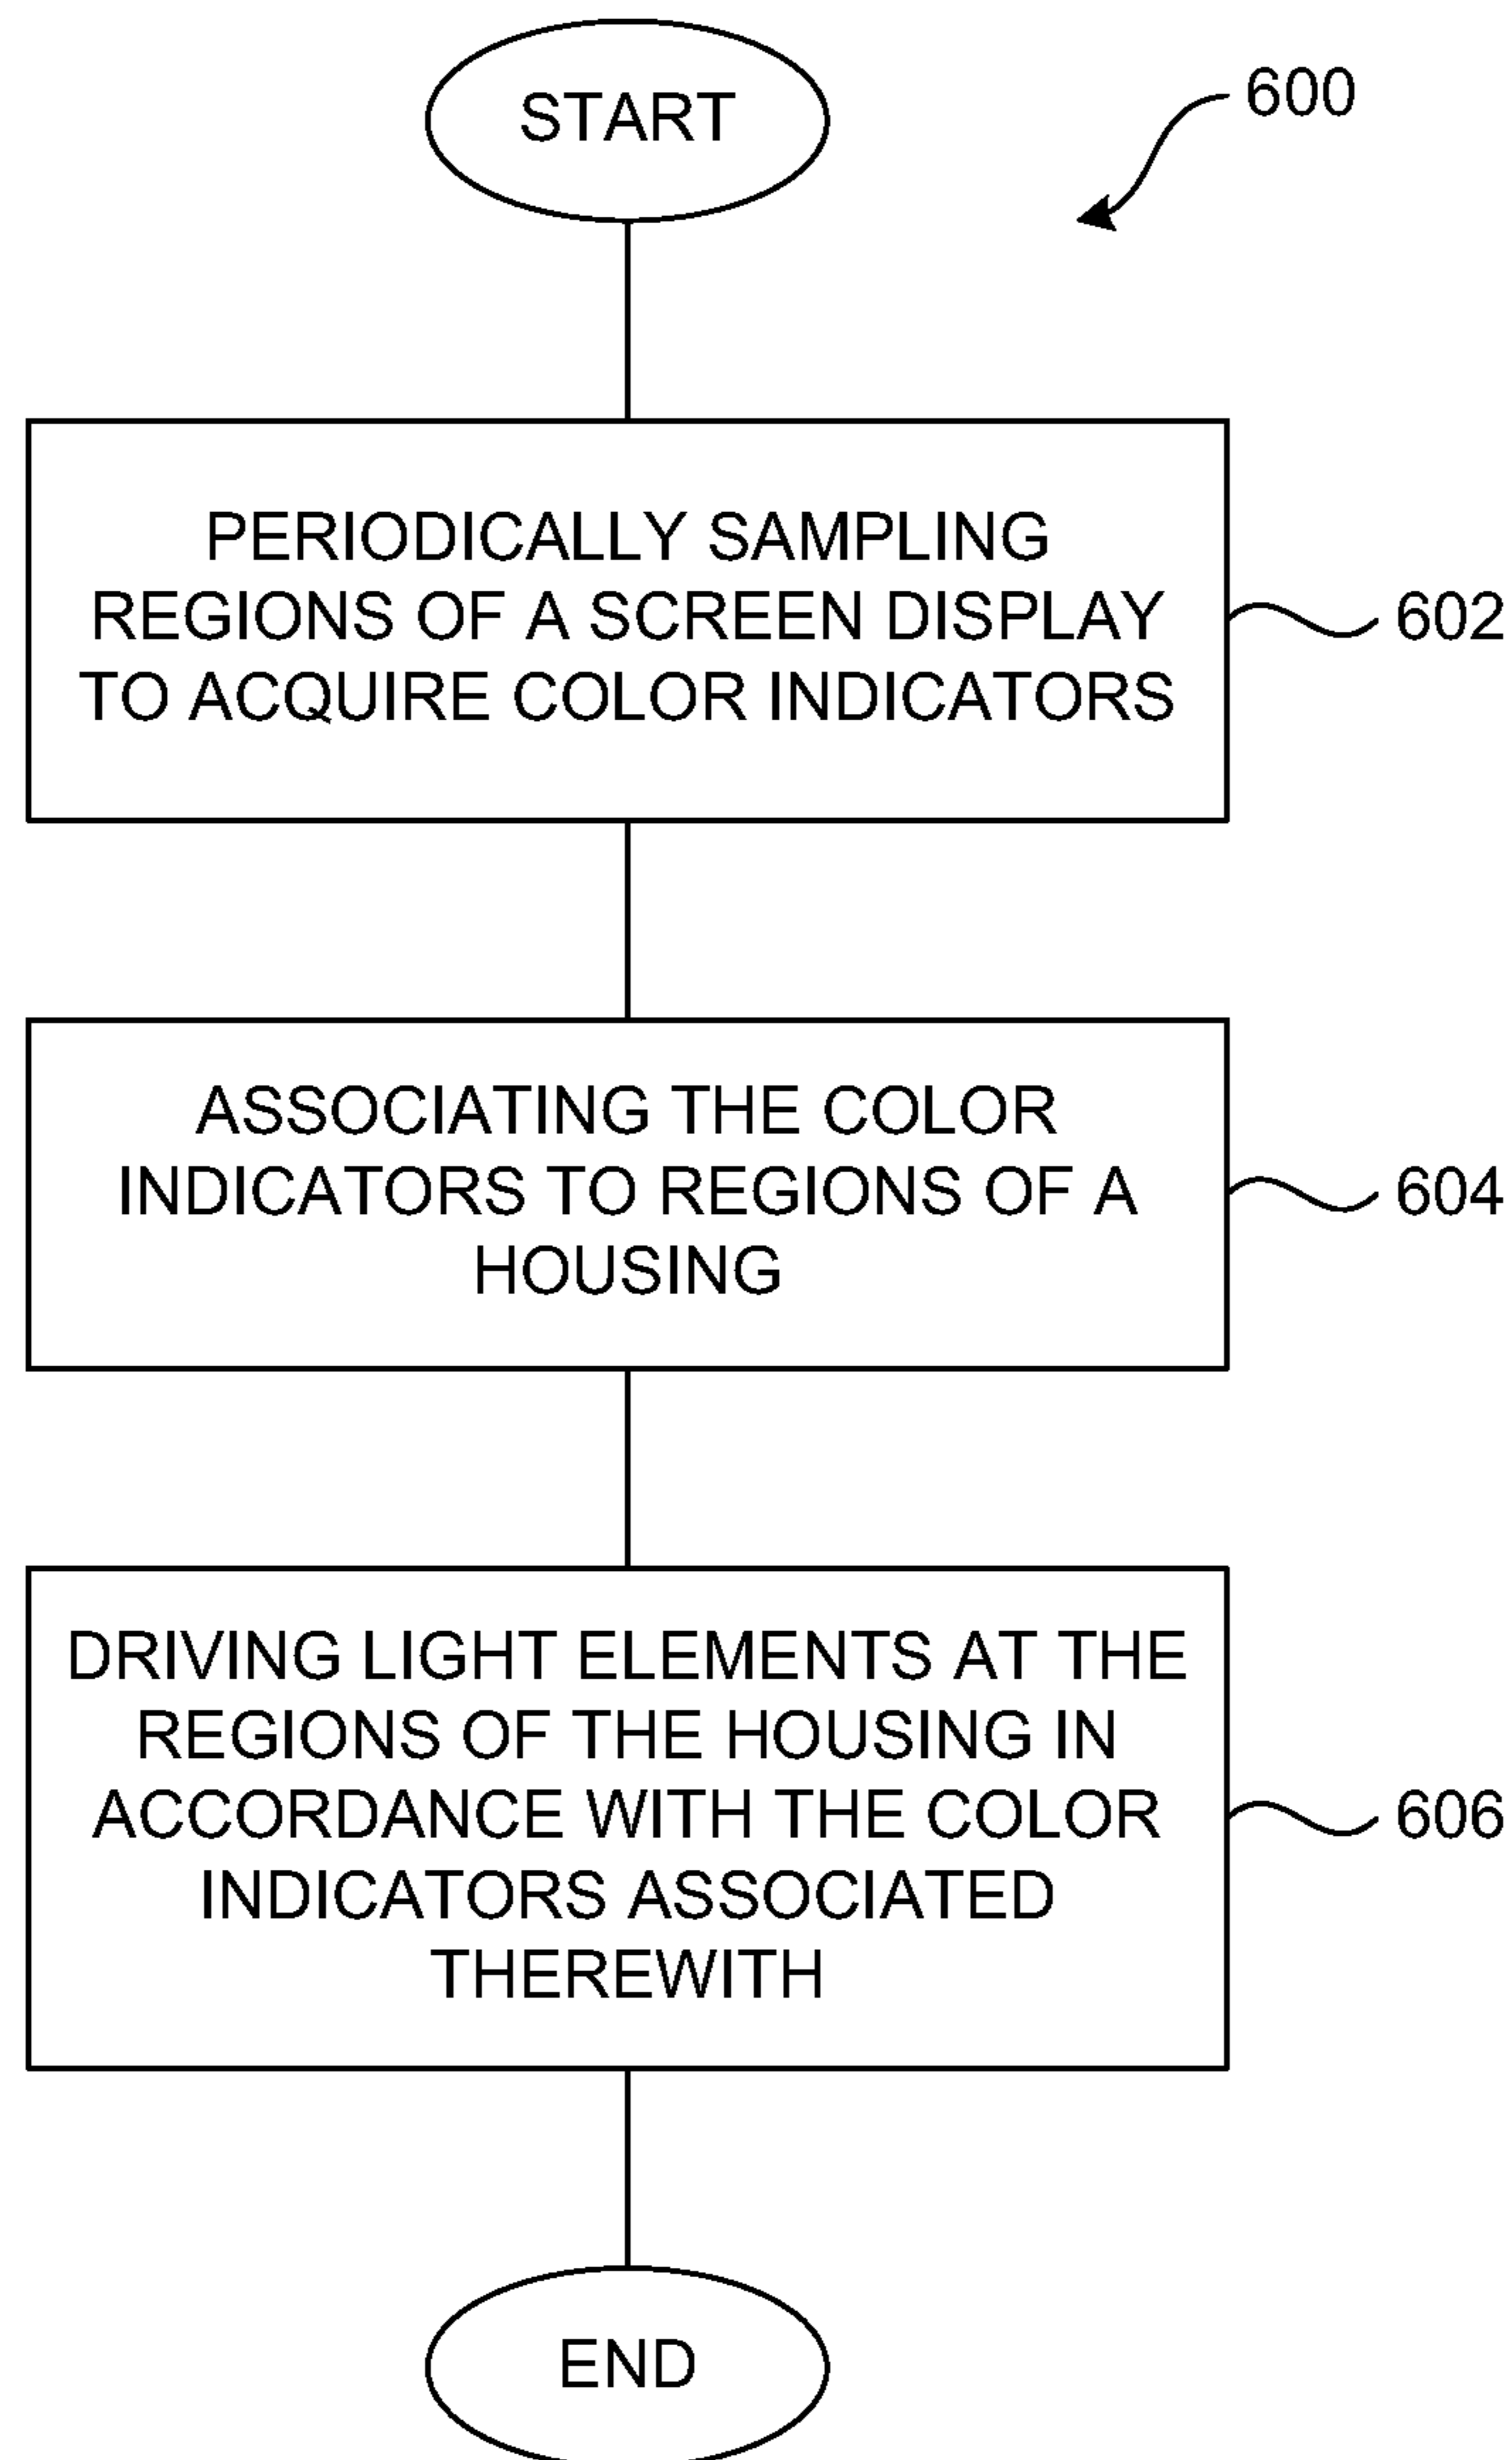 START
600
PERIODICALLY SAMPLING
REGIONS OF A SCREEN DISPLAY
TO ACQUIRE COLOR INDICATORS
602
ASSOCIATING THE COLOR
INDICATORS TO REGIONS OF A
HOUSING
604
DRIVING LIGHT ELEMENTS AT THE
REGIONS OF THE HOUSING IN
ACCORDANCE WITH THE COLOR
INDICATORS ASSOCIATED
THEREWITH
606
END